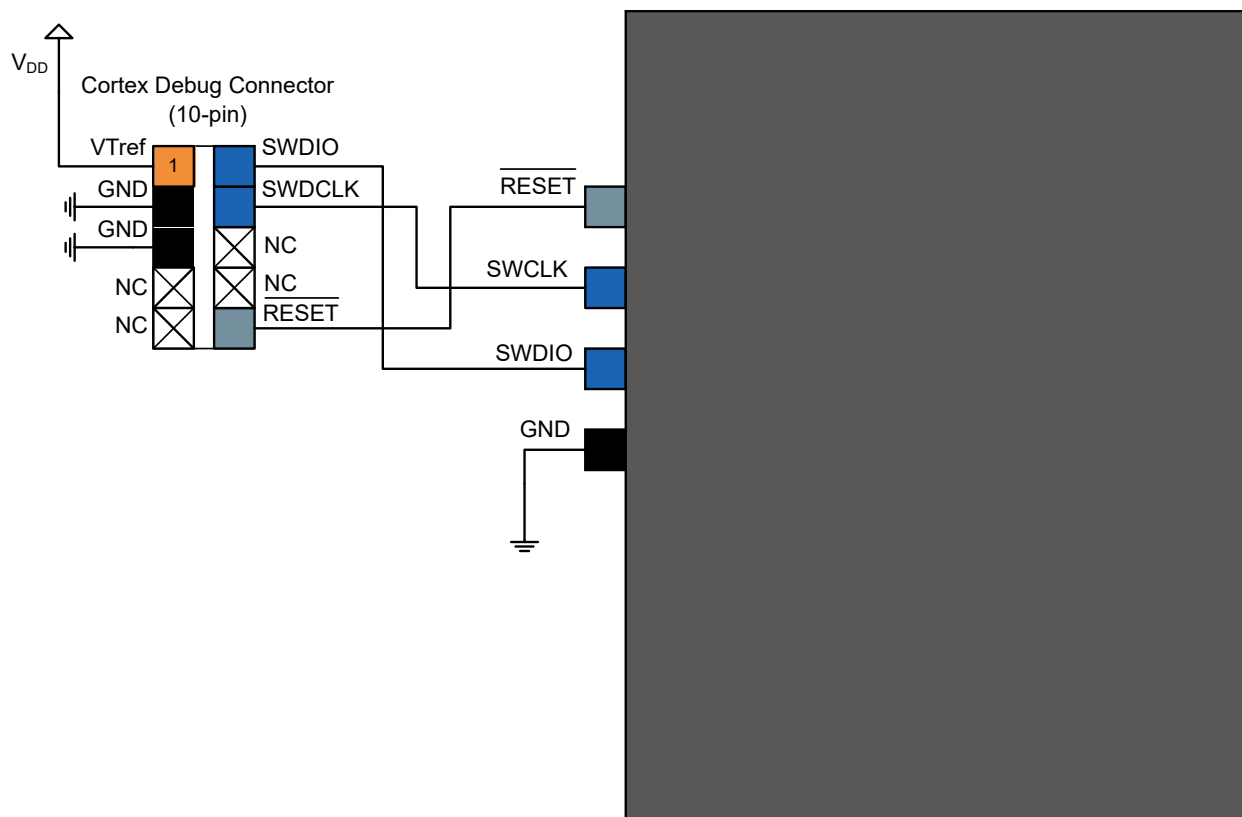 V_DD
Cortex Debug Connector
(10-pin)
VTref
1
SWDIO
GND
SWDCLK
GND
NC
NC
NC
NC
RESET
RESET
SWCLK
SWDIO
GND